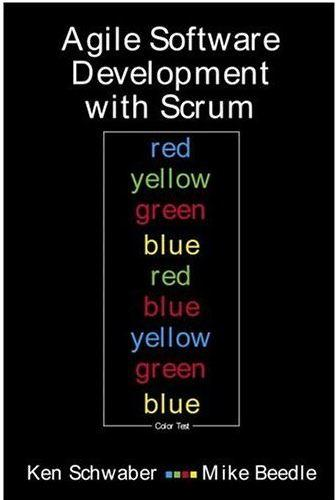 Agile Software
Development
with Scrum
red
yellow
green
blue
red
blue
yellow
green
blue
Color Test
Ken Schwaber Mike Beedle